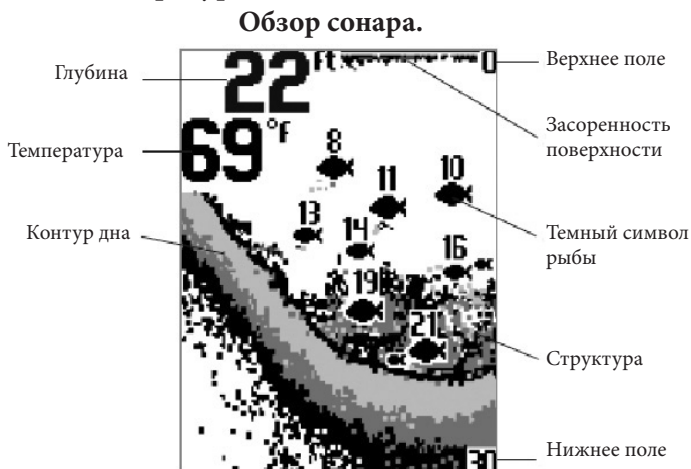 Обзор сонара.
Глубина
22 ft
0
Верхнее поле
Засоренность
поверхности
Температура
69 °F
8
11
10
13
14
16
Контур дна
Темный символ
рыбы
19
21
Структура
30
Нижнее поле